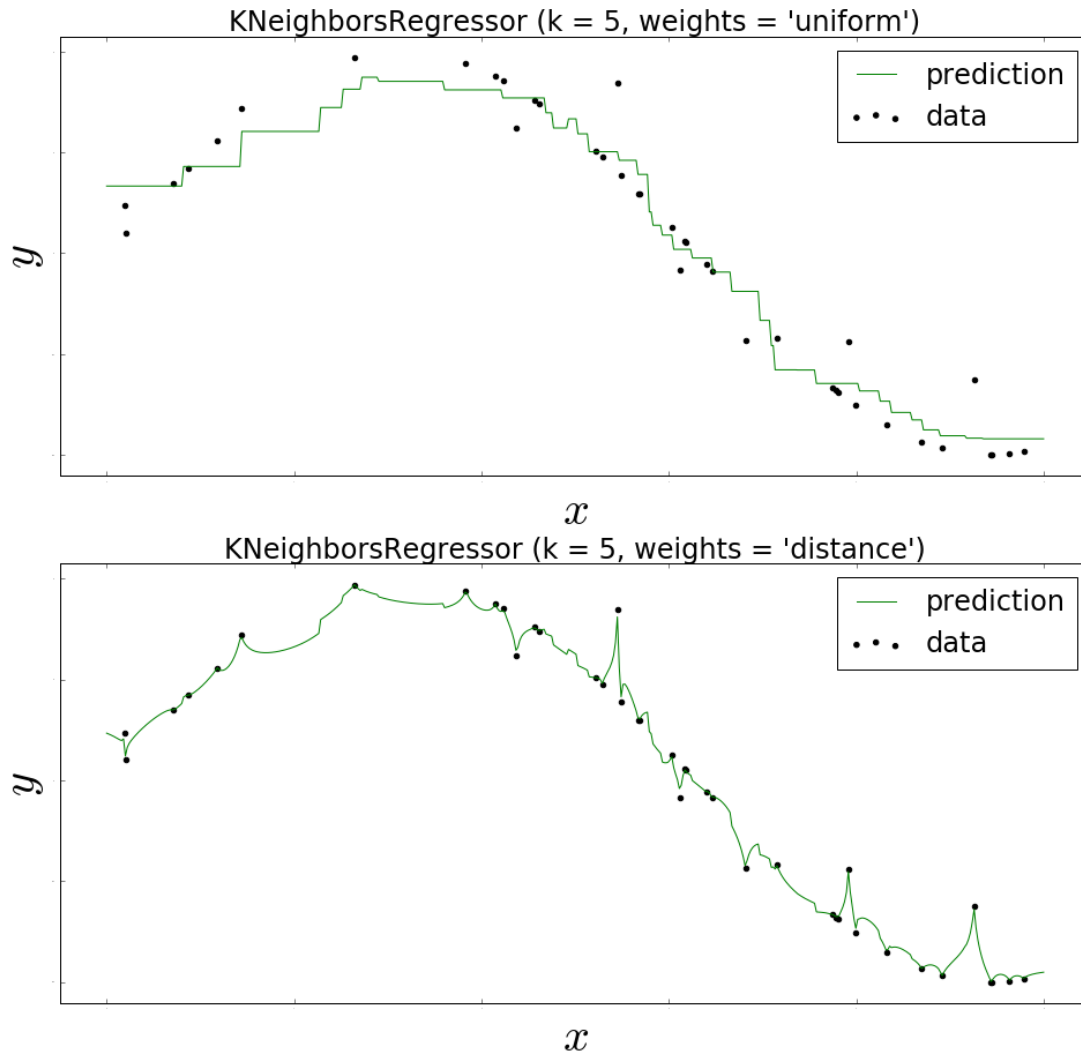 KNeighborsRegressor (k = 5, weights = 'uniform')
prediction
data
y
x
KNeighborsRegressor (k = 5, weights = 'distance')
prediction
data
y
x